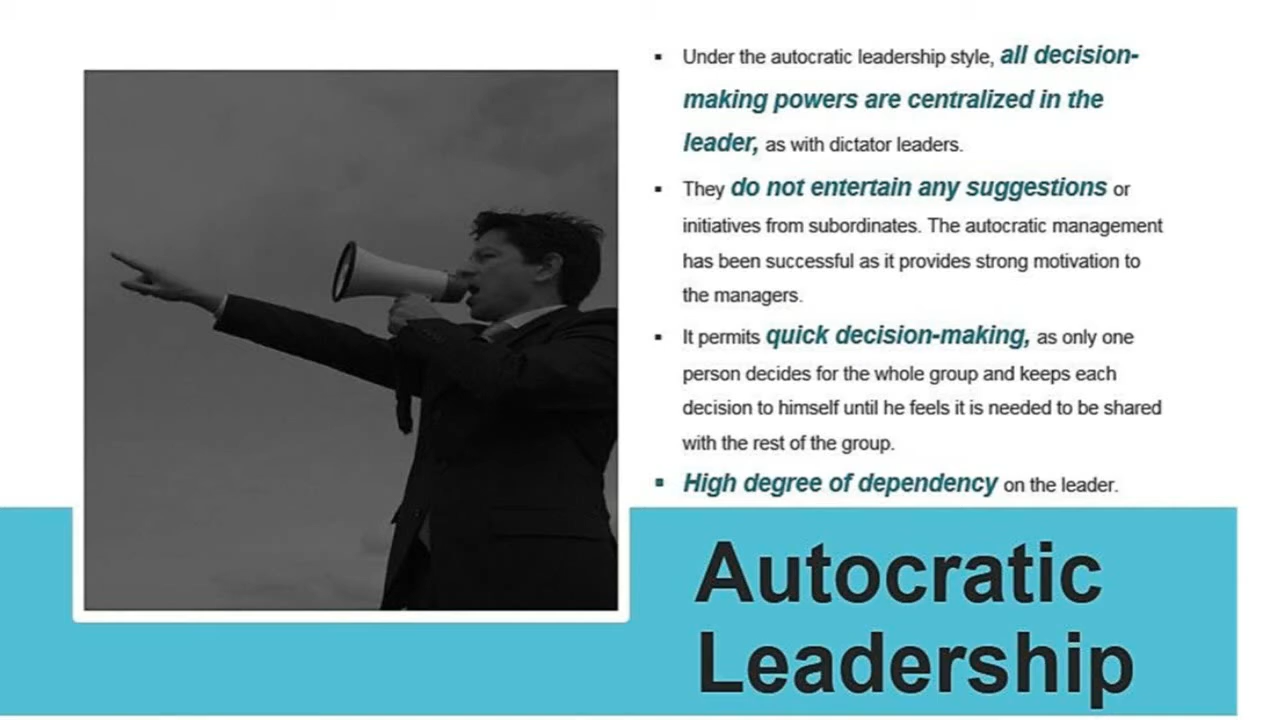 ▪ Under the autocratic leadership style, all decision-
making powers are centralized in the
leader, as with dictator leaders.
▪ They do not entertain any suggestions or
initiatives from subordinates. The autocratic management
has been successful as it provides strong motivation to
the managers.
▪ It permits quick decision-making, as only one
person decides for the whole group and keeps each
decision to himself until he feels it is needed to be shared
with the rest of the group.
▪ High degree of dependency on the leader.
Autocratic
Leadership